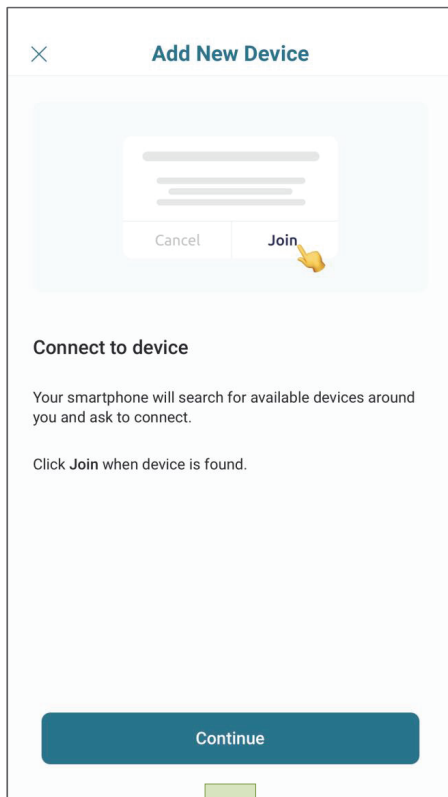 Add New Device
Cancel
Join
Connect to device
Your smartphone will search for available devices around
you and ask to connect.
Click Join when device is found.
Continue